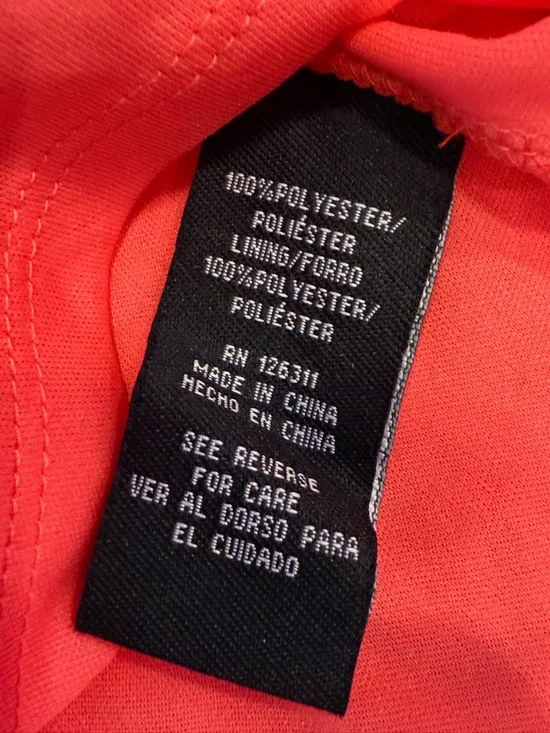 100%POLYESTER/
POLIÉSTER
LINING/FORRO
100%POLYESTER/
POLIÉSTER
RN 126311
MADE IN CHINA
HECHO EN CHINA
SEE REVERSE
FOR CARE
VER AL DORSO PARA
EL CUIDADO